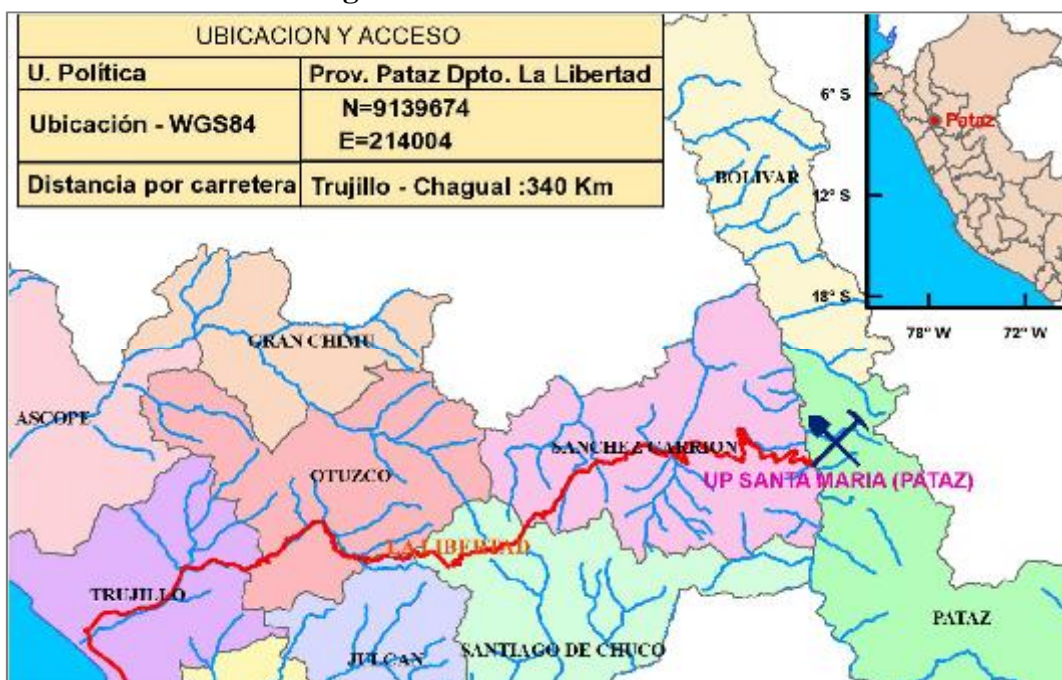 g
UBICACION Y ACCESO
U. Política Prov. Pataz Dpto. La Libertad
Ubicación - WGS84 N=9139674
E=214004
Distancia por carretera Trujillo - Chagual :340 Km
6° S
Pataz
12° S
18° S
78° W 72° W
BOLIVAR
GRAN CHIMU
ASCOPE
SANCHEZ CARRION
OTUZCO
UP SANTA MARIA (PATAZ)
LA LIBERTAD
TRUJILLO
PATAZ
JULCAN
SANTIAGO DE CHUCO